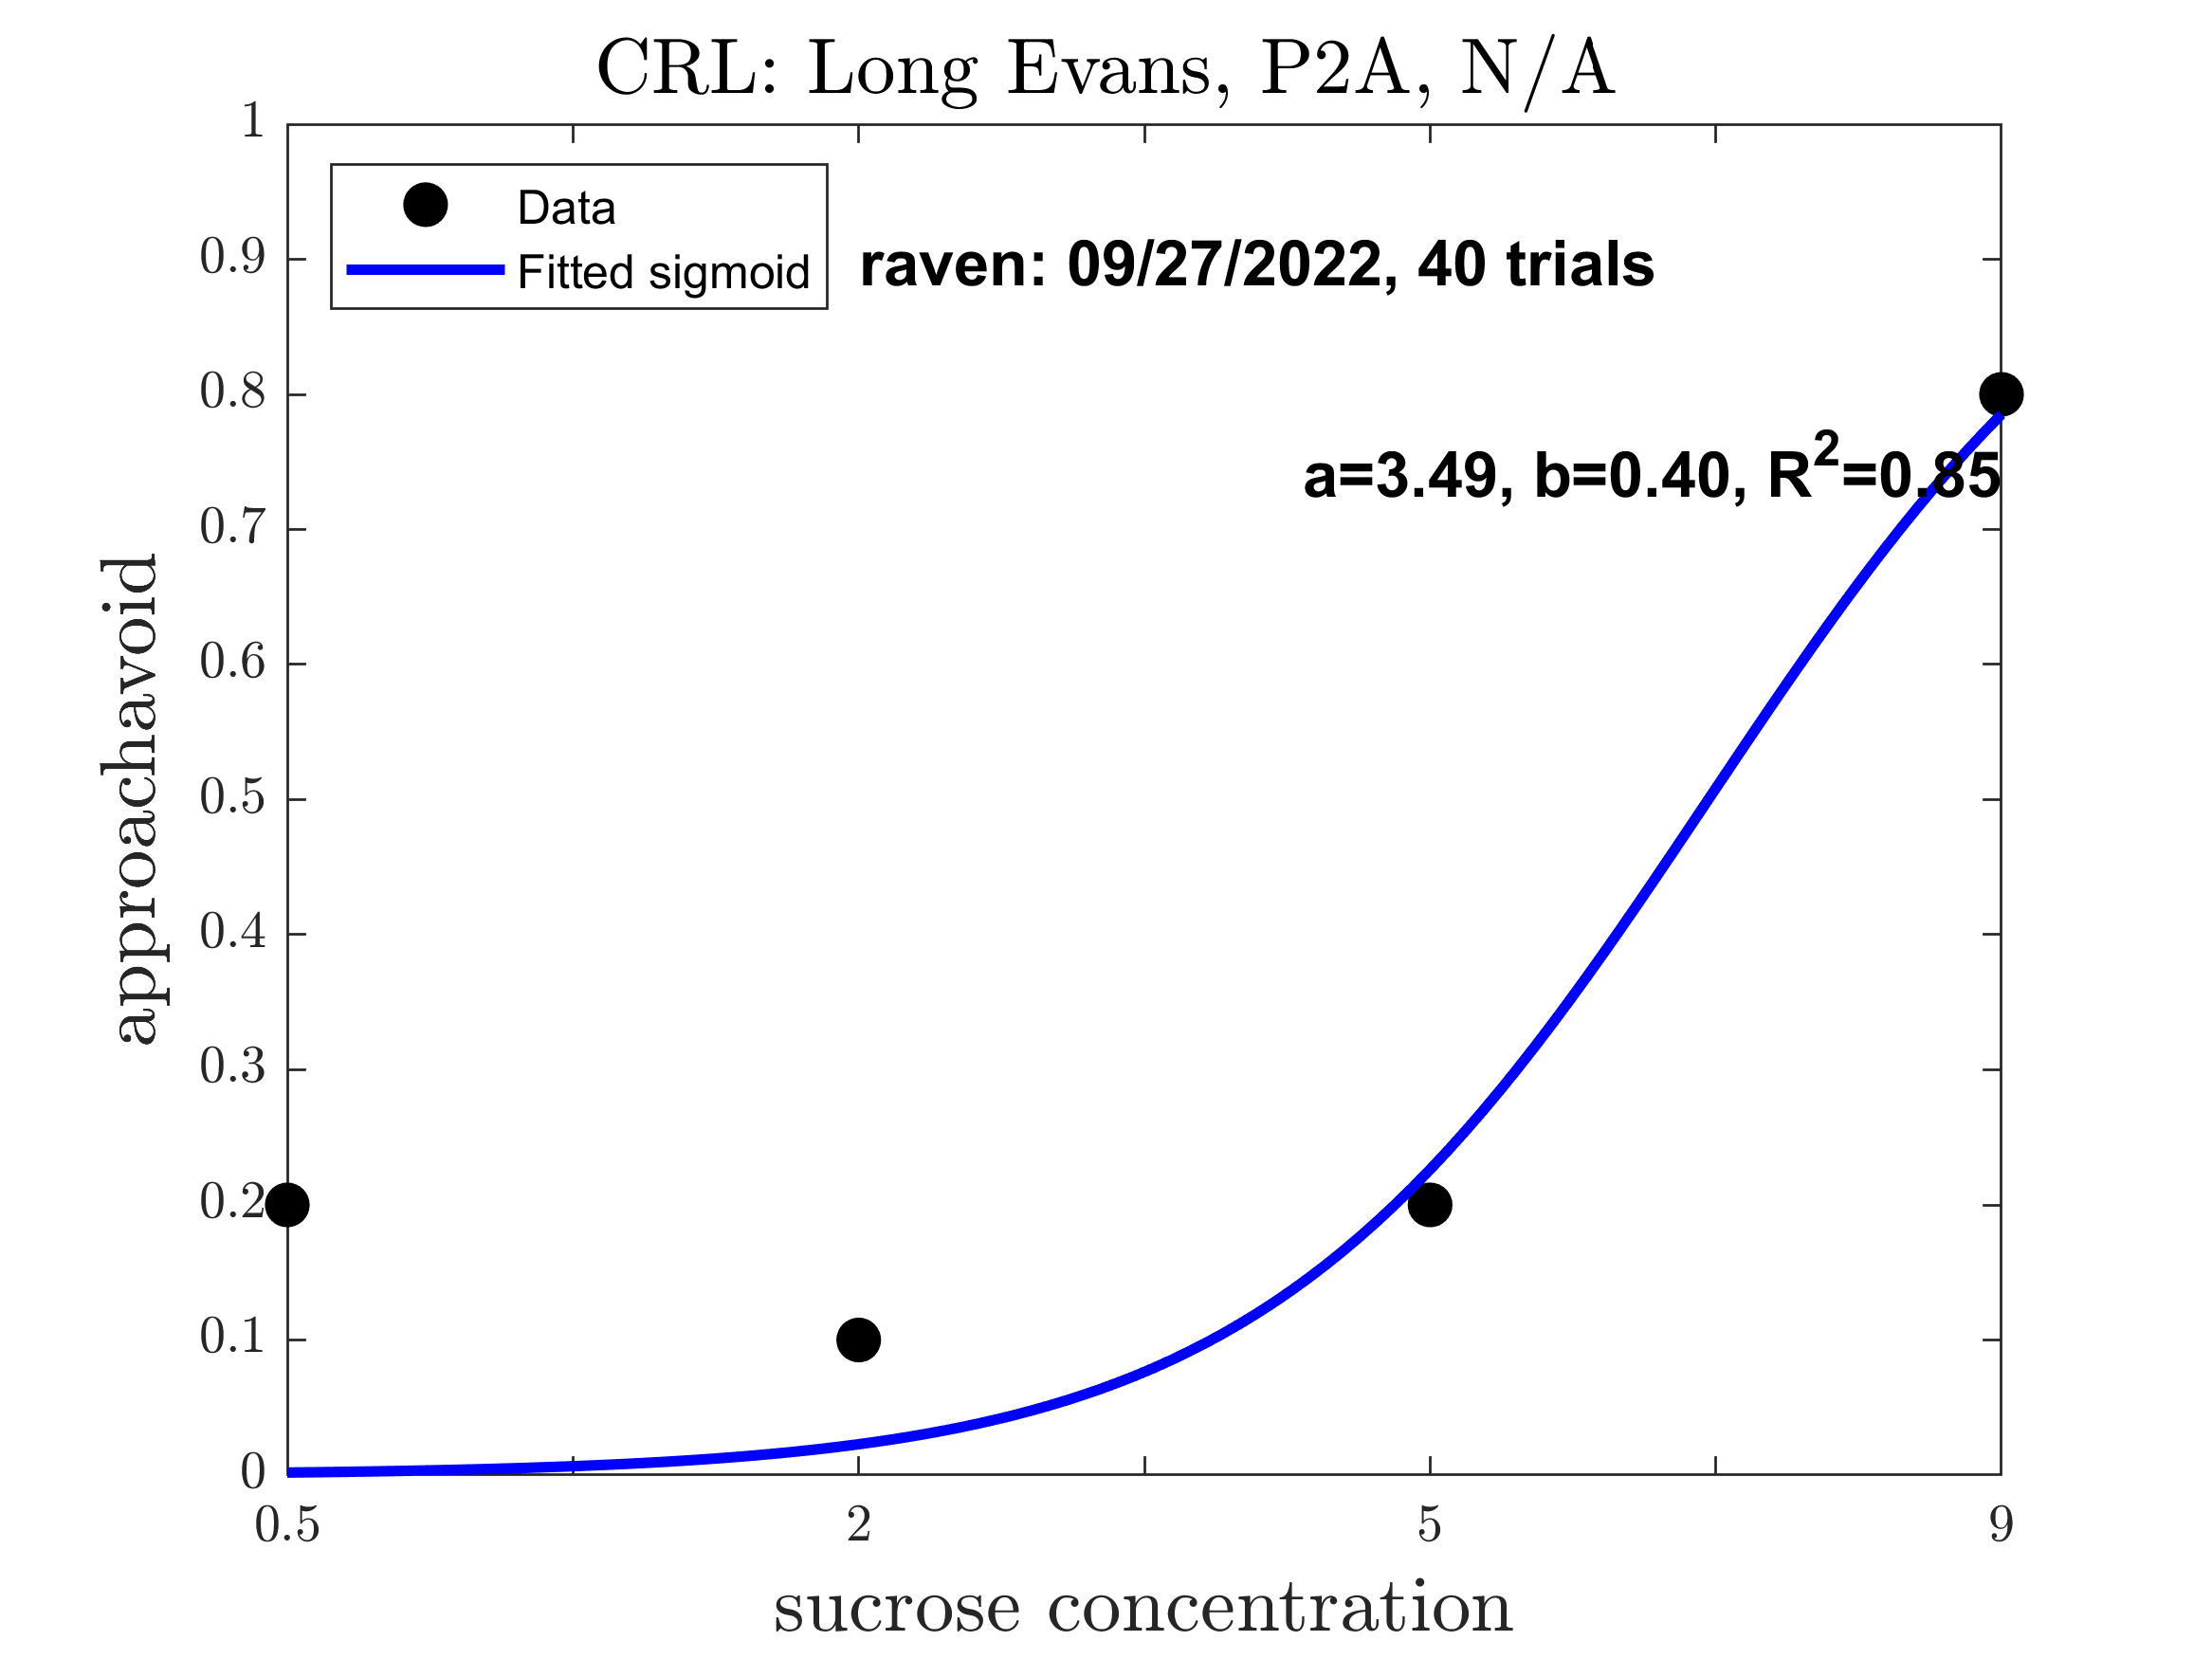 CRL: Long Evans, P2A, N/A
1
Data
Fitted sigmoid
raven: 09/27/2022, 40 trials
0.9
0.8
a=3.49, b=0.40, R²=0.85
0.7
0.6
0.5
0.4
0.3
0.2
0.1
0
approachavoid
0.5 2 5 9
sucrose concentration